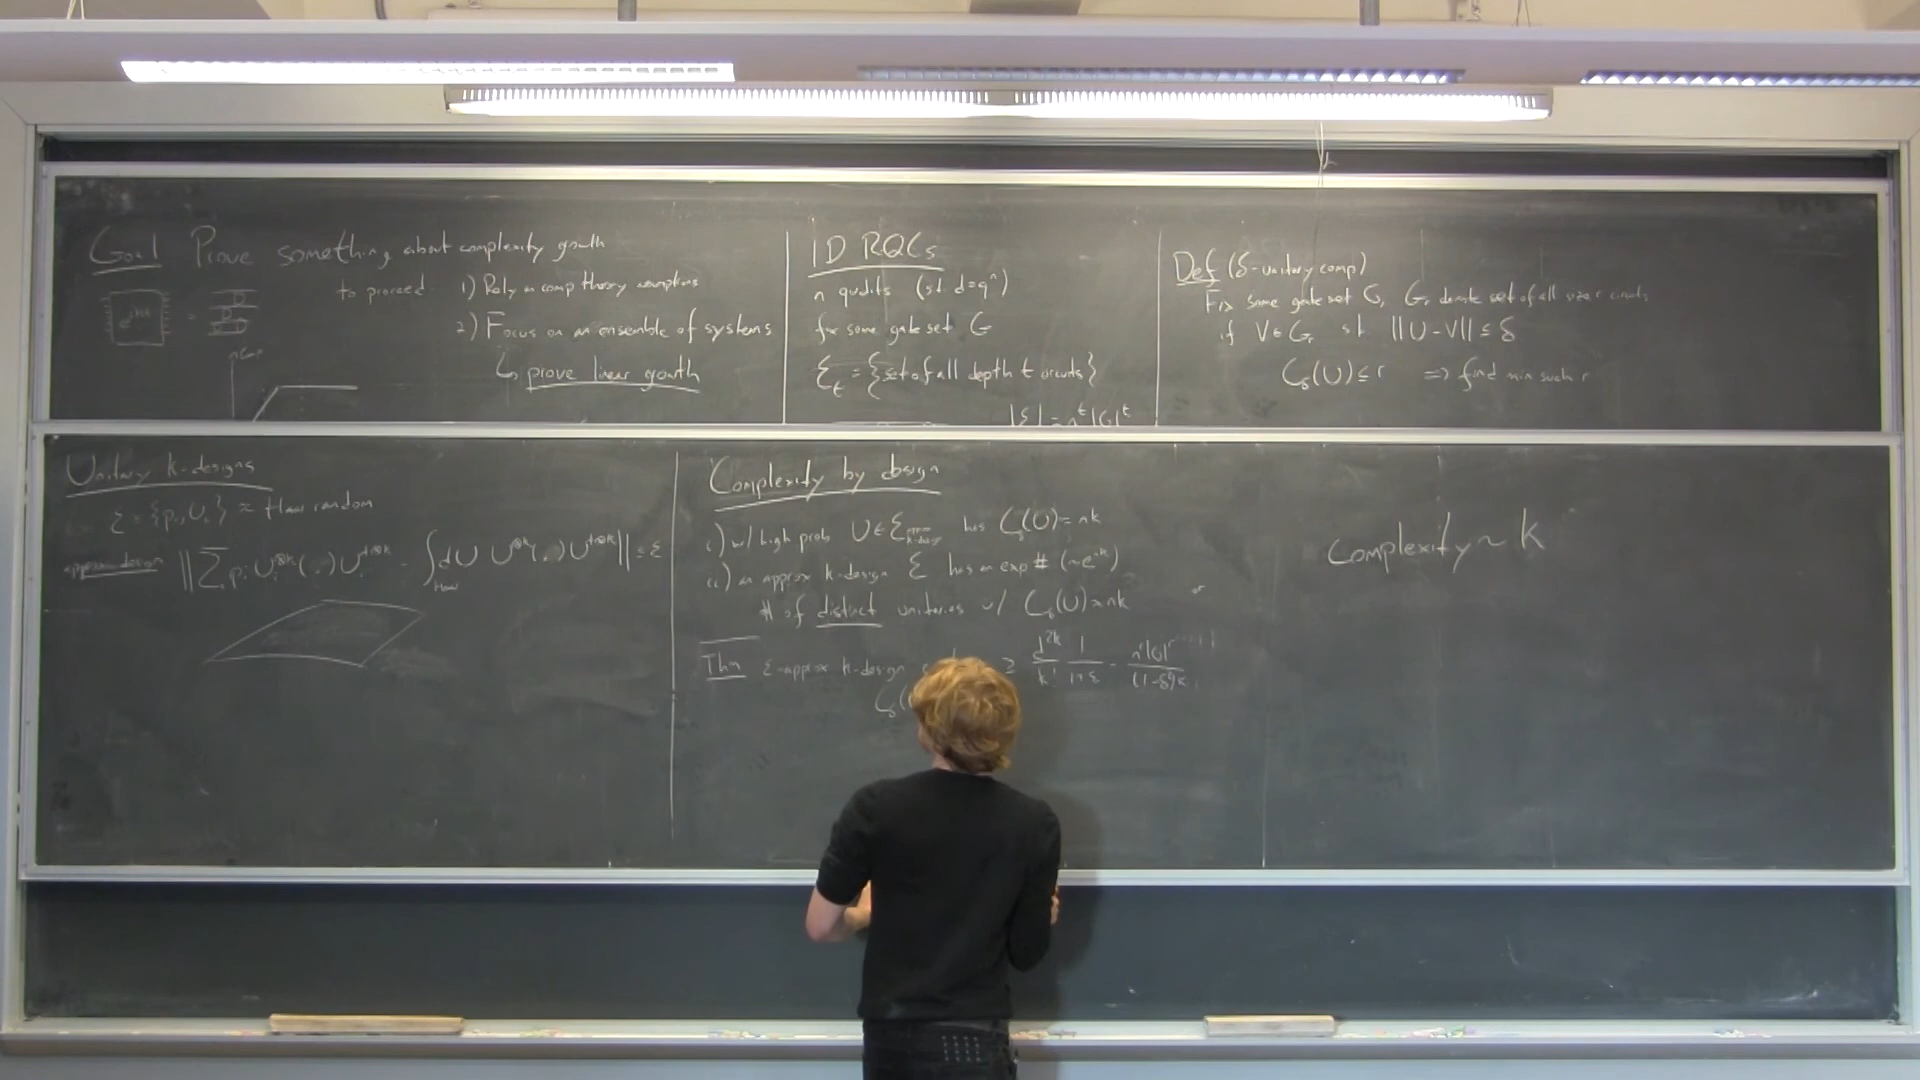 Goal Prove something about complexity growth
to proceed 1) Rely on comp theory assumptions
2) Focus on an ensemble of systems
↳ prove linear growth
1D RQCs
n qudits (st d=qⁿ)
for some gate set G
ℰ_t = {set of all depth t circuits}
Def (δ-unitary comp)
Fix some gate set G, G_r denote set of all size r circuits
if V∈G_r st ||U-V|| ≤ δ
C_δ(U) ≤ r ⇒ find min such r
Unitary k-designs
ℰ = {p_i, U_i} ≈ Haar random
approx design || Σ p_i U_i^{⊗k}(.)U_i^{†⊗k} - ∫_{Haar} dU U^{⊗k}(.)U^{†⊗k} || ≤ ε
Complexity by design
i) w/ high prob U∈ℰ has C_δ(U)≈nk
ii) an approx k-design ℰ has an exp # (~e^{nk})
# of distinct unitaries w/ C_δ(U)≈nk
Thm ε-approx k-design ≥ d^{2k}/k! 1/(1+ε) -
C_δ(
Complexity ~ k